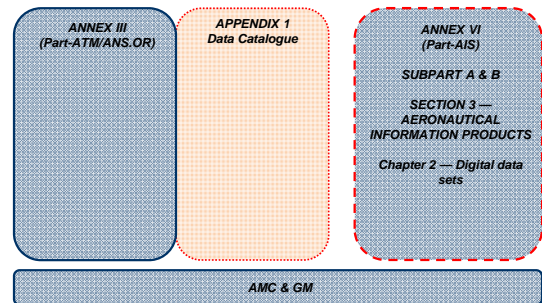 ANNEX III
(Part-ATM/ANS.OR)
APPENDIX 1
Data Catalogue
ANNEX VI
(Part-AIS)
SUBPART A & B
SECTION 3 —
AERONAUTICAL
INFORMATION PRODUCTS
Chapter 2 — Digital data
sets
AMC & GM